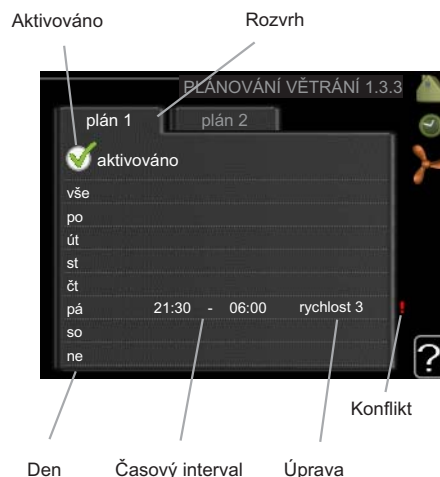 Aktivováno Rozvrh
PLÁNOVÁNÍ VĚTRÁNÍ 1.3.3
plán 1 plán 2
aktivováno
vše
po
út
st
čt
pá 21:30 - 06:00 rychlost 3 !
so
ne
?
Konflikt
Den Časový interval Úprava